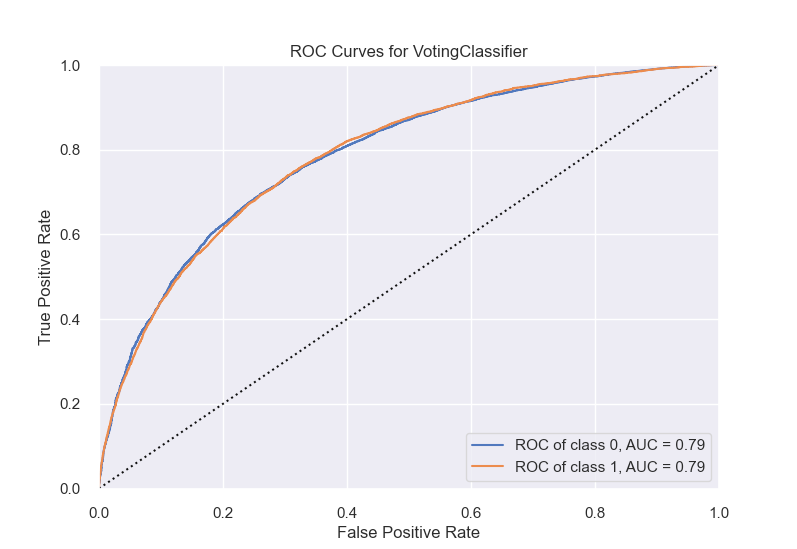 ROC Curves for VotingClassifier
True Positive Rate
1.0
0.8
0.6
0.4
0.2
0.0
ROC of class 0, AUC = 0.79
ROC of class 1, AUC = 0.79
0.0 0.2 0.4 0.6 0.8 1.0
False Positive Rate